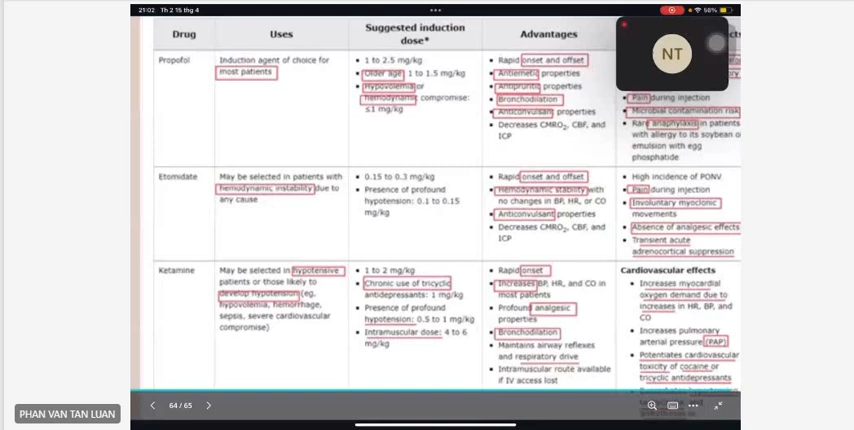 21:02 Th 2 15 thg 4
58%
Drug
Uses
Suggested induction
dose*
Advantages
cts
NT
Propofol
Induction agent of choice for
most patients
1 to 2.5 mg/kg
Older age: 1 to 1.5 mg/kg
Hypovolemia or
hemodynamic compromise:
≤1 mg/kg
Rapid onset and offset
Antiemetic properties
Antipruritic properties
Bronchodilation
Anticonvulsant properties
Decreases CMRO2, CBF, and
ICP
Pain during injection
Microbial contamination risk
Rare anaphylaxis in patients
with allergy to its soybean o
emulsion with egg
phosphatide
Etomidate
May be selected in patients with
hemodynamic instability due to
any cause
0.15 to 0.3 mg/kg
Presence of profound
hypotension: 0.1 to 0.15
mg/kg
Rapid onset and offset
Hemodynamic stability with
no changes in BP, HR, or CO
Anticonvulsant properties
Decreases CMRO2, CBF, and
ICP
High incidence of PONV
Pain during injection
Involuntary myoclonic
movements
Absence of analgesic effects
Transient acute
adrenocortical suppression
Ketamine
May be selected in hypotensive
patients or those likely to
develop hypotension (eg,
hypovolemia, hemorrhage,
sepsis, severe cardiovascular
compromise)
1 to 2 mg/kg
Chronic use of tricyclic
antidepressants: 1 mg/kg
Presence of profound
hypotension: 0.5 to 1 mg/kg
Intramuscular dose: 4 to 6
mg/kg
Rapid onset
Increases BP, HR, and CO in
most patients
Profound analgesic
properties
Bronchodilation
Maintains airway reflexes
and respiratory drive
Intramuscular route available
if IV access lost
Cardiovascular effects
Increases myocardial
oxygen demand due to
increases in HR, BP, and
CO
Increases pulmonary
arterial pressure (PAP)
Potentiates cardiovascular
toxicity of cocaine or
tricyclic antidepressants
64 / 65
PHAN VAN TAN LUAN